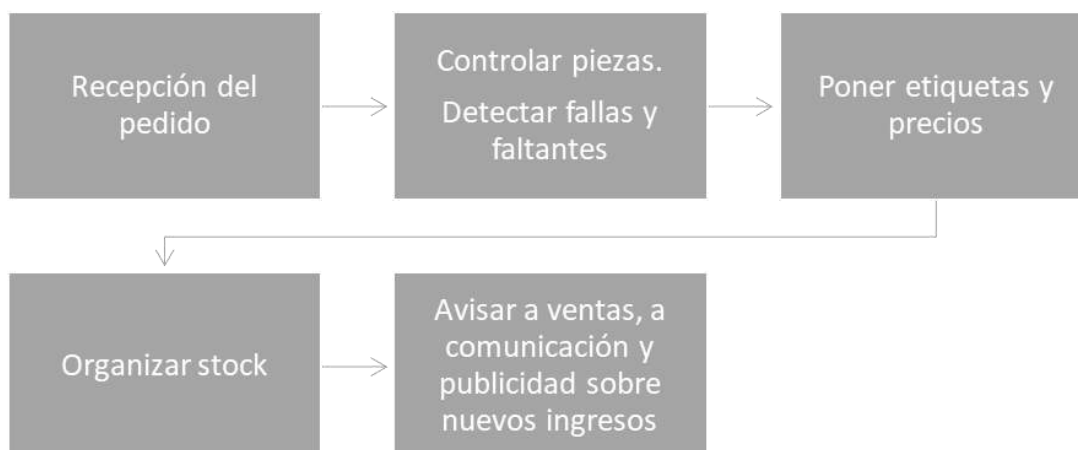 Recepción del
pedido
Controlar piezas.
Detectar fallas y
faltantes
Poner etiquetas y
precios
Organizar stock
Avisar a ventas, a
comunicación y
publicidad sobre
nuevos ingresos